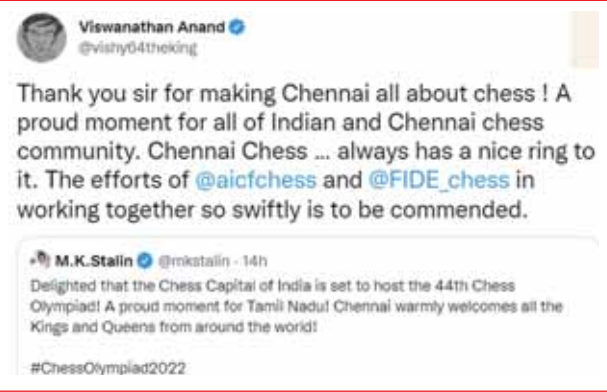 Viswanathan Anand
@vishy64theking
Thank you sir for making Chennai all about chess ! A
proud moment for all of Indian and Chennai chess
community. Chennai Chess ... always has a nice ring to
it. The efforts of @aicfchess and @FIDE_chess in
working together so swiftly is to be commended.
M.K.Stalin @mkstalin · 14h
Delighted that the Chess Capital of India is set to host the 44th Chess
Olympiad! A proud moment for Tamil Nadu! Chennai warmly welcomes all the
Kings and Queens from around the world!
#ChessOlympiad2022